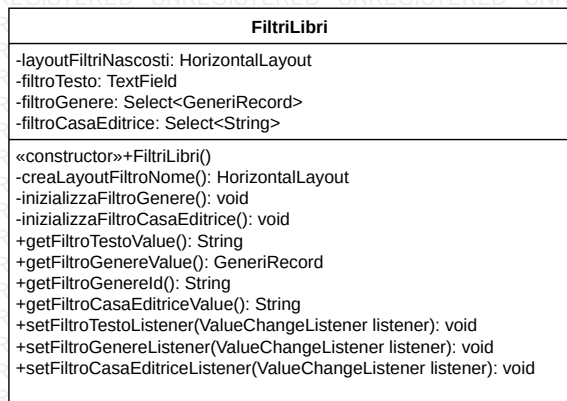 FiltriLibri
-layoutFiltriNascosti: HorizontalLayout
-filtroTesto: TextField
-filtroGenere: Select<GeneriRecord>
-filtroCasaEditrice: Select<String>
«constructor»+FiltriLibri()
-creaLayoutFiltroNome(): HorizontalLayout
-inizializzaFiltroGenere(): void
-inizializzaFiltroCasaEditrice(): void
+getFiltroTestoValue(): String
+getFiltroGenereValue(): GeneriRecord
+getFiltroGenereId(): String
+getFiltroCasaEditriceValue(): String
+setFiltroTestoListener(ValueChangeListener listener): void
+setFiltroGenereListener(ValueChangeListener listener): void
+setFiltroCasaEditriceListener(ValueChangeListener listener): void